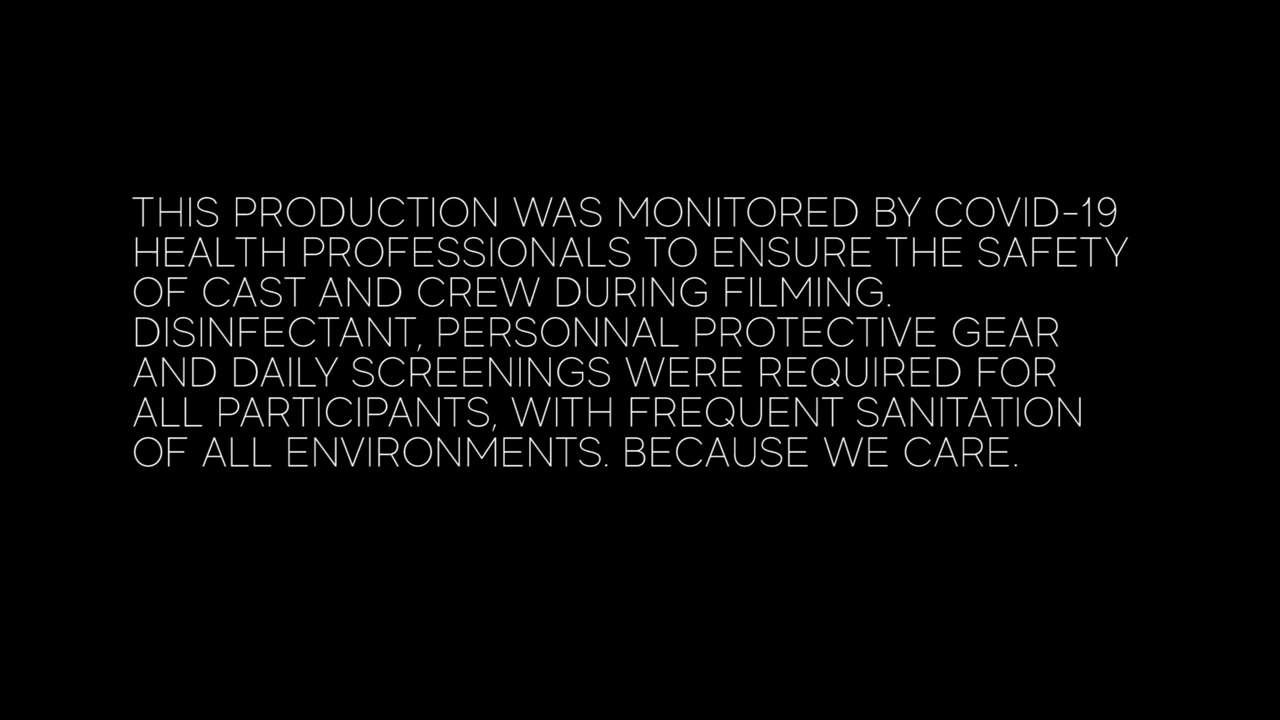 THIS PRODUCTION WAS MONITORED BY COVID-19
HEALTH PROFESSIONALS TO ENSURE THE SAFETY
OF CAST AND CREW DURING FILMING.
DISINFECTANT, PERSONNAL PROTECTIVE GEAR
AND DAILY SCREENINGS WERE REQUIRED FOR
ALL PARTICIPANTS, WITH FREQUENT SANITATION
OF ALL ENVIRONMENTS. BECAUSE WE CARE.